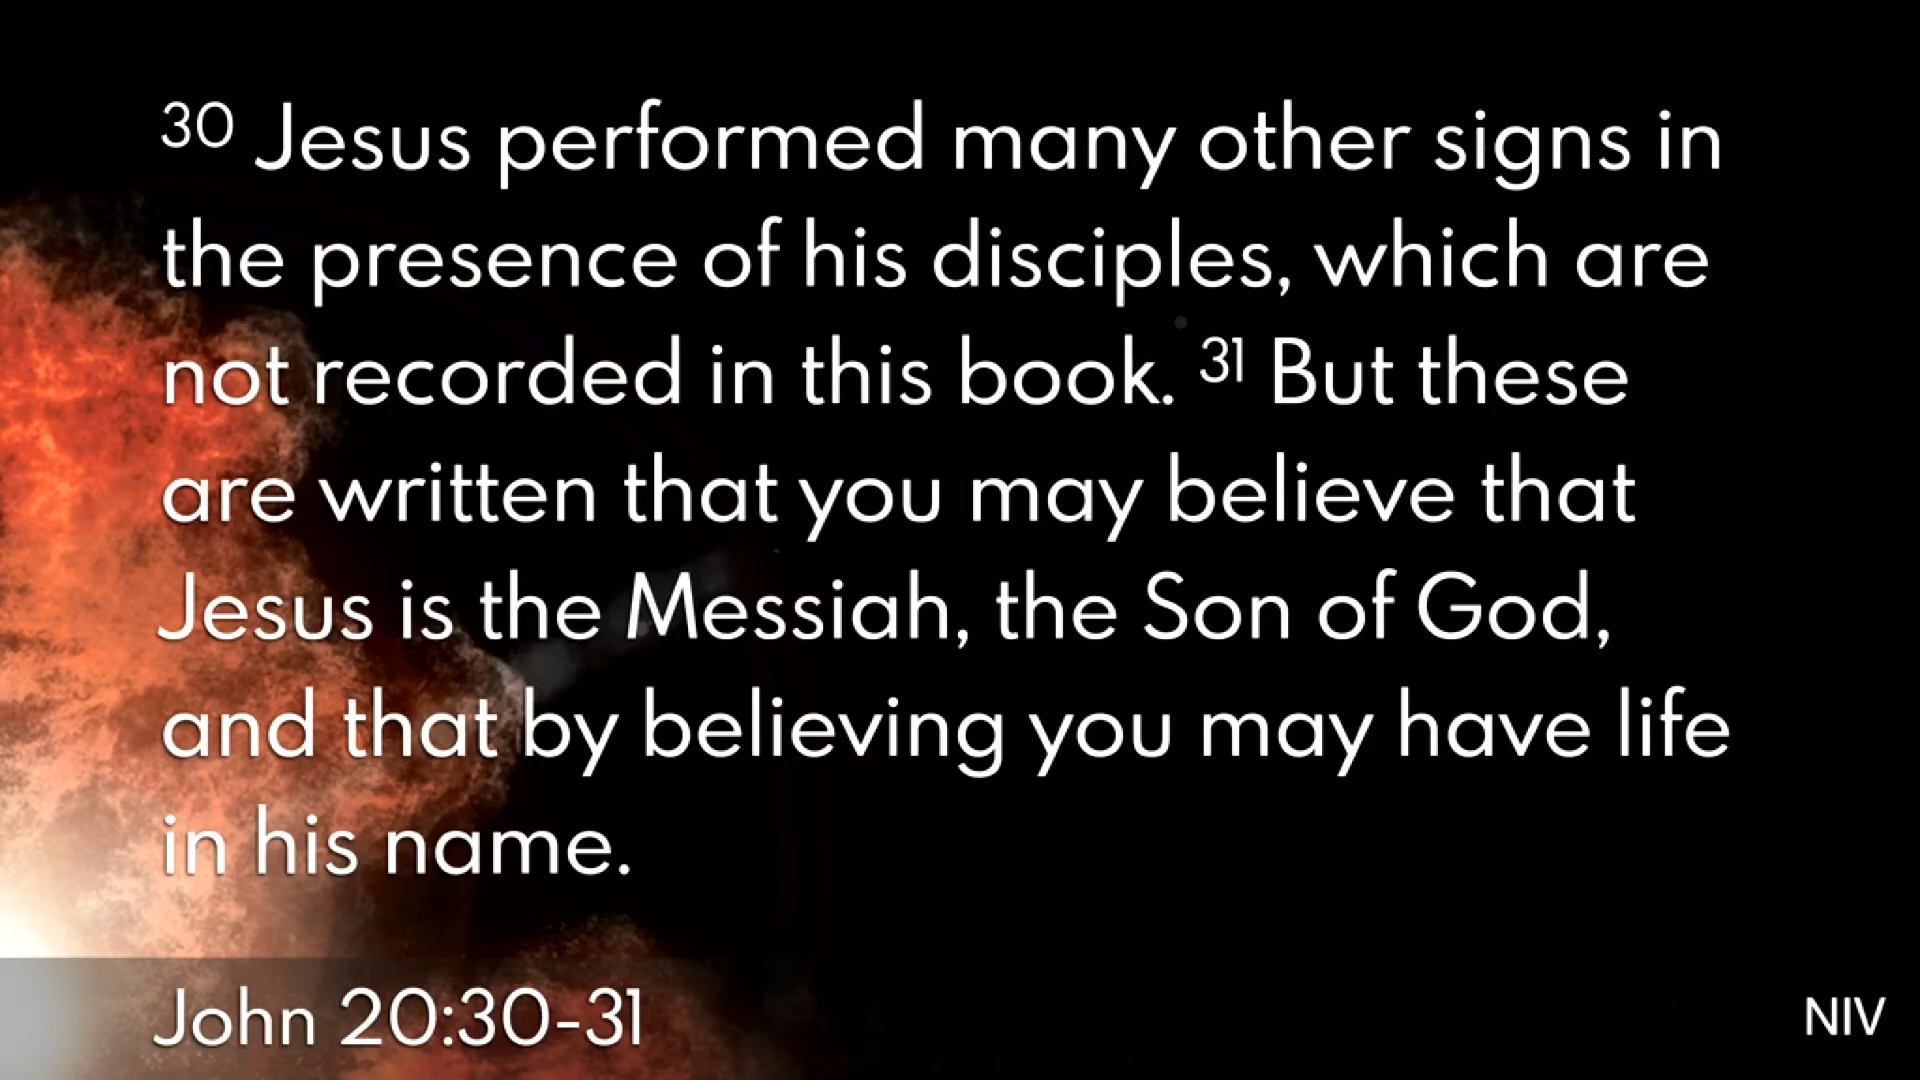 30 Jesus performed many other signs in
the presence of his disciples, which are
not recorded in this book. 31 But these
are written that you may believe that
Jesus is the Messiah, the Son of God,
and that by believing you may have life
in his name.
John 20:30-31
NIV